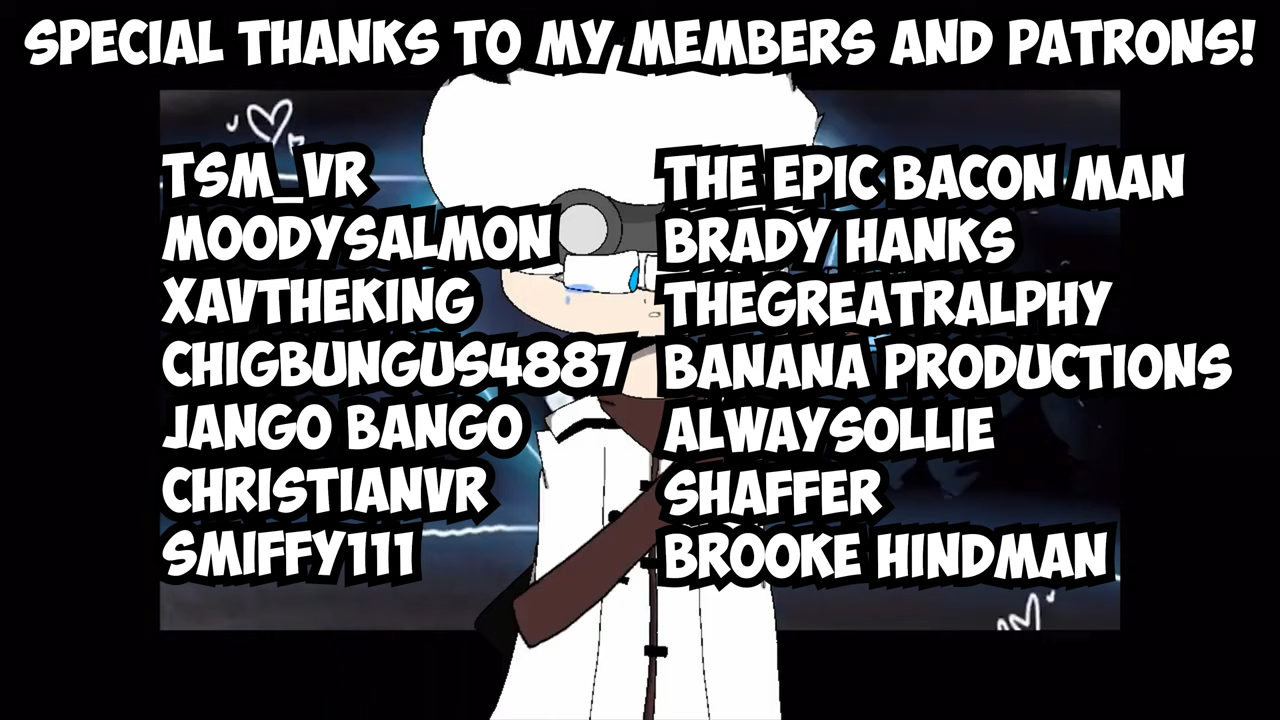 SPECIAL THANKS TO MY MEMBERS AND PATRONS!
TSM_VR
MOODYSALMON
XAVTHEKING
CHIGBUNGUS4887
JANGO BANGO
CHRISTIANVR
SMIFFY111
THE EPIC BACON MAN
BRADY HANKS
THEGREATRALPHY
BANANA PRODUCTIONS
ALWAYSOLLIE
SHAFFER
BROOKE HINDMAN